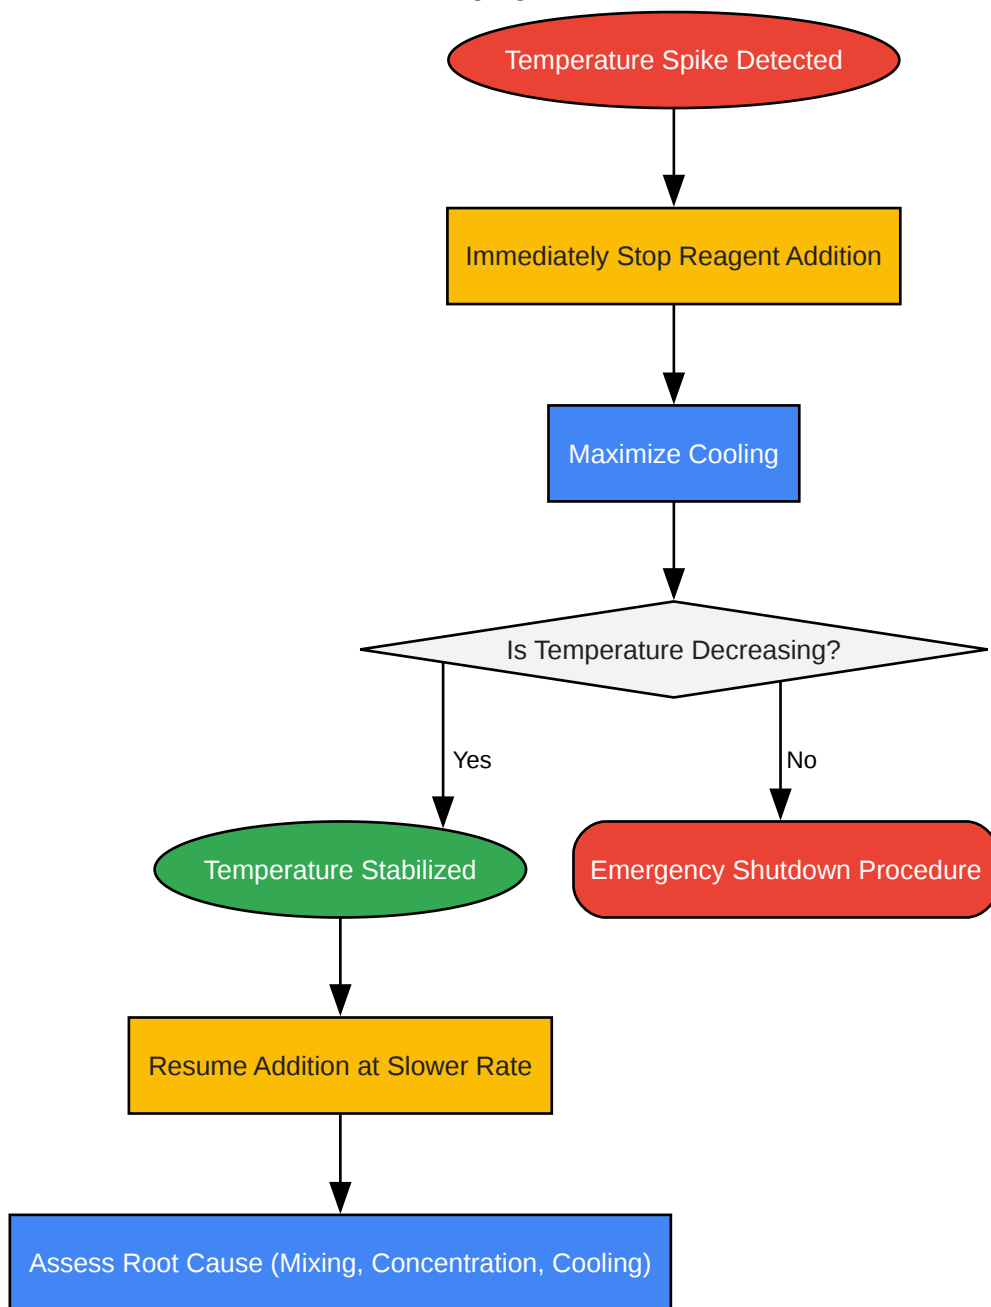 Temperature Spike Detected
Immediately Stop Reagent Addition
Maximize Cooling
Is Temperature Decreasing?
Yes
No
Temperature Stabilized
Emergency Shutdown Procedure
Resume Addition at Slower Rate
Assess Root Cause (Mixing, Concentration, Cooling)